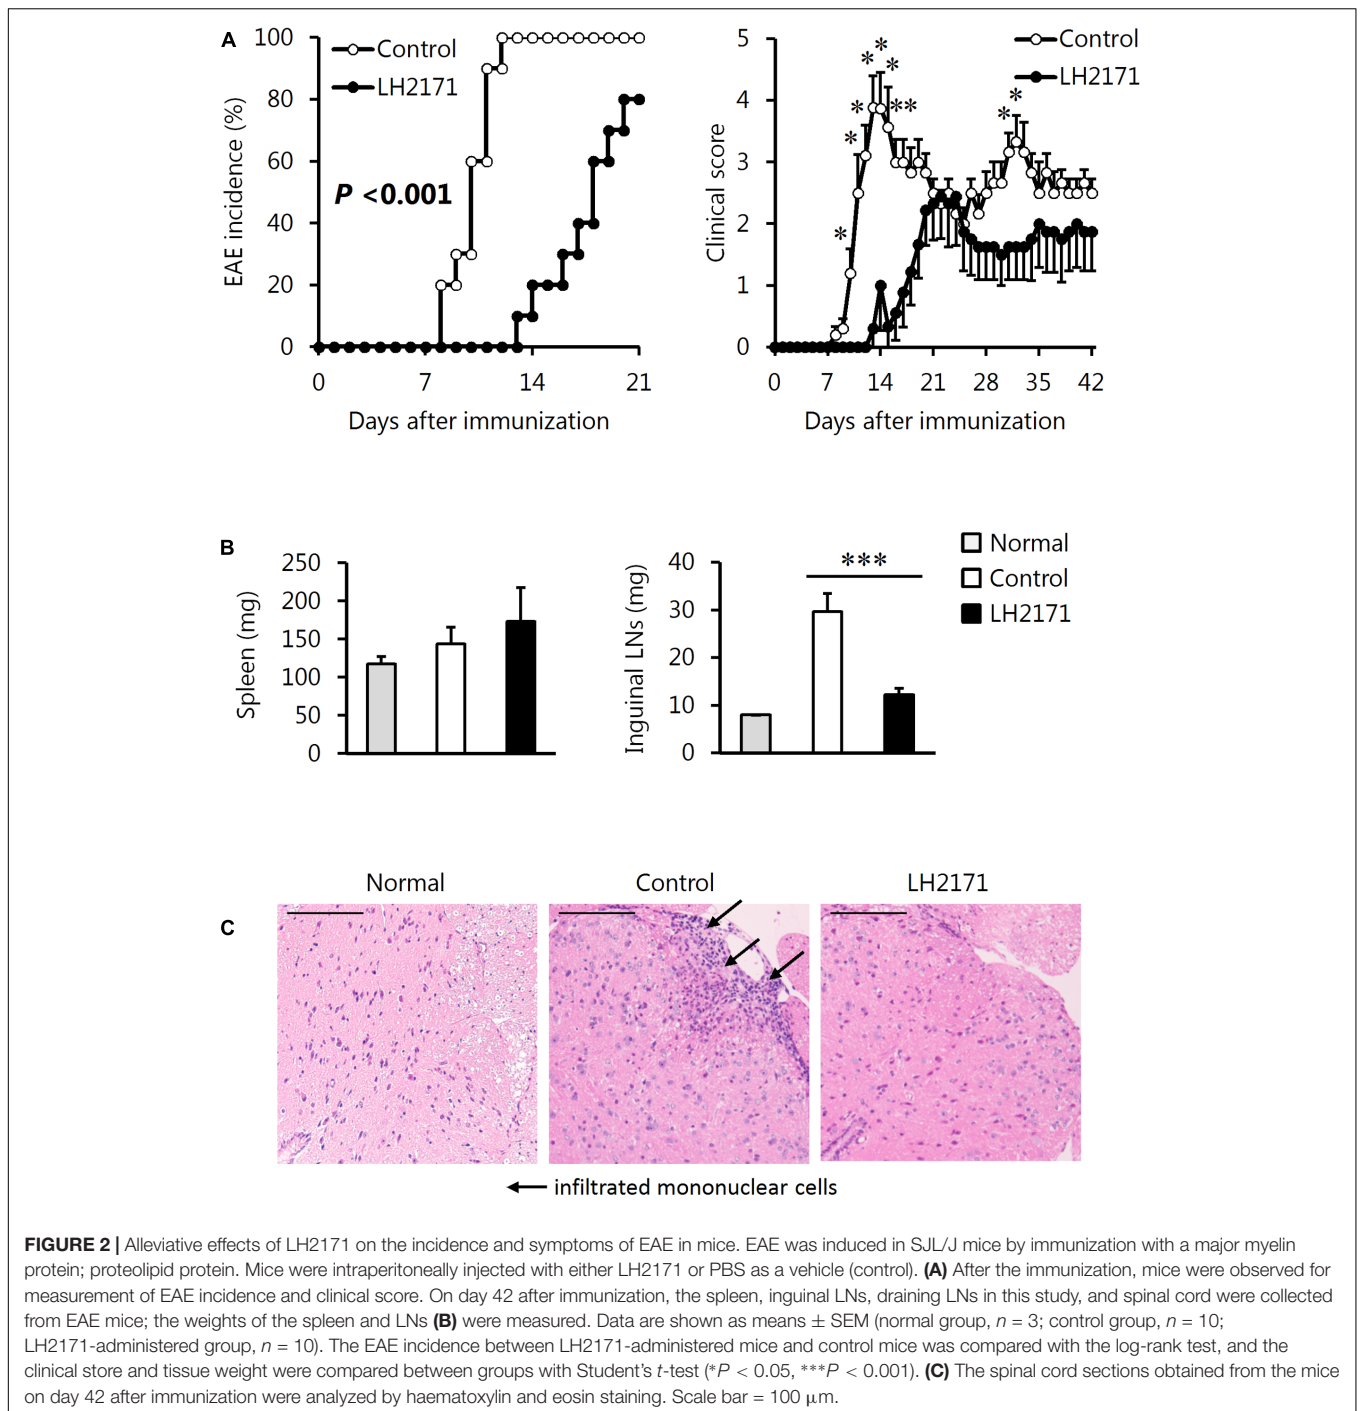 A
100
80
60
40
20
0
EAE incidence (%)
Control
LH2171
P <0.001
0 7 14 21
Days after immunization
5
4
3
2
1
0
Clinical score
Control
LH2171
* * * * * * ** * *
0 7 14 21 28 35 42
Days after immunization
B
250
200
150
100
50
0
Spleen (mg)
40
30
20
10
0
Inguinal LNs (mg)
***
Normal
Control
LH2171
C
Normal Control LH2171
infiltrated mononuclear cells
FIGURE 2 | Alleviative effects of LH2171 on the incidence and symptoms of EAE in mice. EAE was induced in SJL/J mice by immunization with a major myelin
protein; proteolipid protein. Mice were intraperitoneally injected with either LH2171 or PBS as a vehicle (control). (A) After the immunization, mice were observed for
measurement of EAE incidence and clinical score. On day 42 after immunization, the spleen, inguinal LNs, draining LNs in this study, and spinal cord were collected
from EAE mice; the weights of the spleen and LNs (B) were measured. Data are shown as means ± SEM (normal group, n = 3; control group, n = 10;
LH2171-administered group, n = 10). The EAE incidence between LH2171-administered mice and control mice was compared with the log-rank test, and the
clinical store and tissue weight were compared between groups with Student's t-test (*P < 0.05, ***P < 0.001). (C) The spinal cord sections obtained from the mice
on day 42 after immunization were analyzed by haematoxylin and eosin staining. Scale bar = 100 μm.